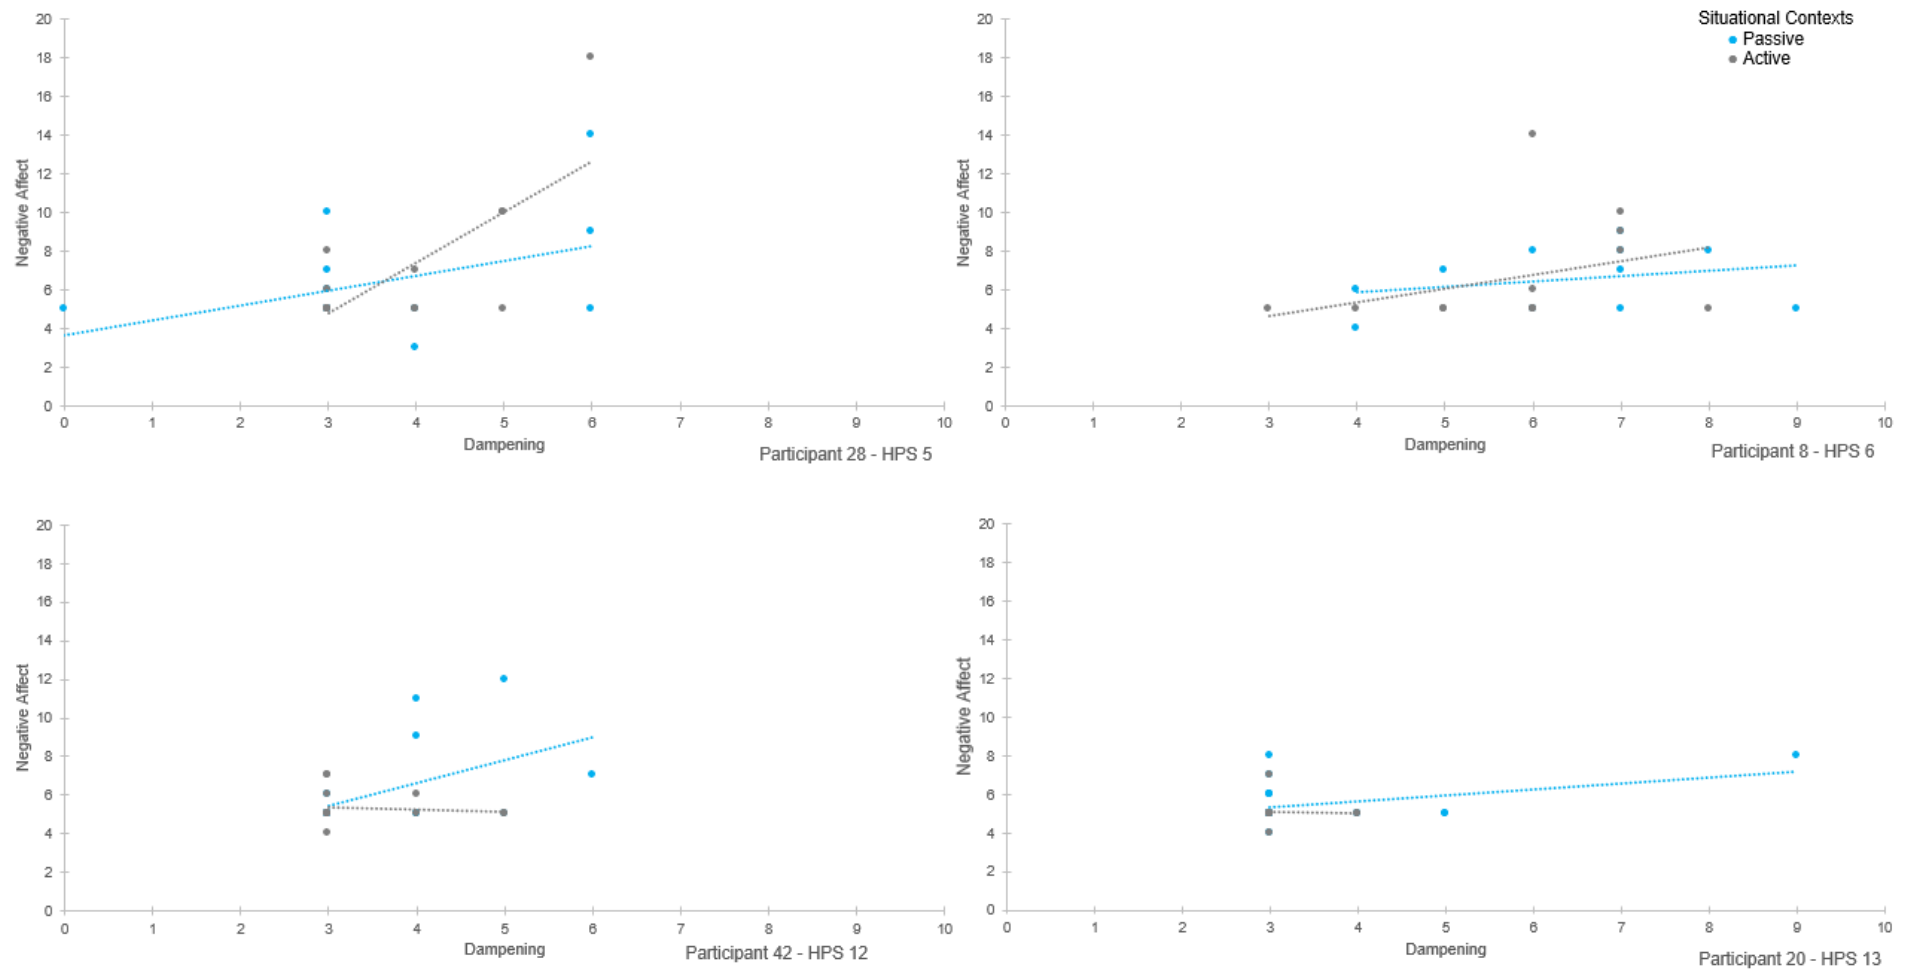 20
18
16
14
12
10
8
6
4
2
0
Negative Affect
0 1 2 3 4 5 6 7 8 9 10
Dampening
Participant 28 - HPS 5
Situational Contexts
Passive
Active
20
18
16
14
12
10
8
6
4
2
0
Negative Affect
0 1 2 3 4 5 6 7 8 9 10
Dampening
Participant 8 - HPS 6
20
18
16
14
12
10
8
6
4
2
0
Negative Affect
0 1 2 3 4 5 6 7 8 9 10
Dampening
Participant 42 - HPS 12
20
18
16
14
12
10
8
6
4
2
0
Negative Affect
0 1 2 3 4 5 6 7 8 9 10
Dampening
Participant 20 - HPS 13